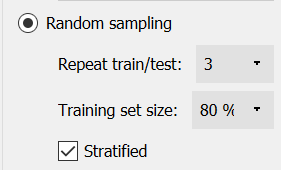 Random sampling
Repeat train/test: 3
Training set size: 80 %
Stratified